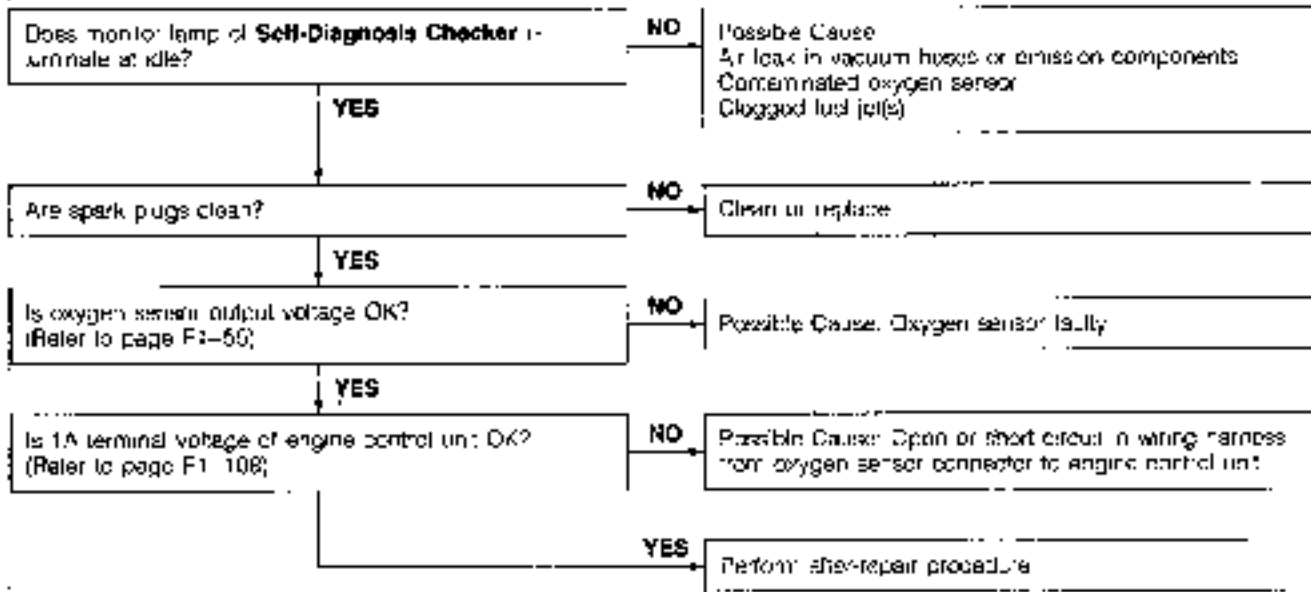 Does monitor lamp of Self-Diagnosis Checker
at idle?
NO
Possible Cause
Air leak in vacuum hoses or emission components
Contaminated oxygen sensor
Clogged fuel jet(s)
YES
Are spark plugs clean?
NO
Clean or replace
YES
Is oxygen sensor output voltage OK?
(Refer to page
NO
Possible Cause: Oxygen sensor faulty
YES
Is 1A terminal voltage of engine control unit OK?
(Refer to page
NO
Possible Cause: Open or short circuit in wiring harness
from oxygen sensor connector to engine control unit
YES
Perform after-repair procedure